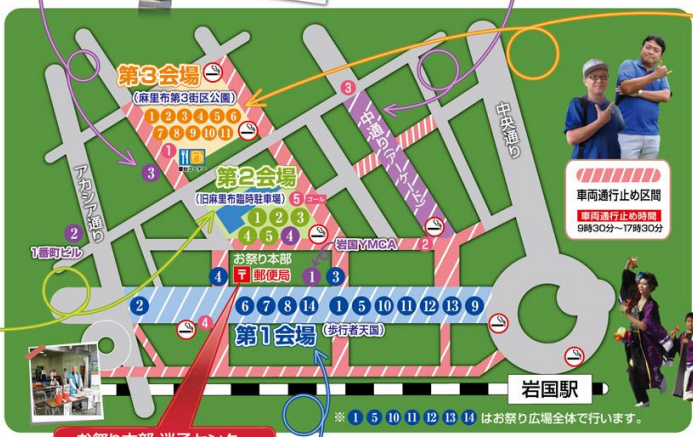 第3会場
(麻里布第3街区公園)
1 2 3 4 5 6
7 8 9 10 11
1
3
3
中通り(アーケード)
中央通り
アカシア通り
車両通行止め区間
車両通行止め時間
9時30分~17時30分
第2会場
(旧麻里布臨時駐車場)
5 ゴール
1 2 3
4 5 4
2
1番町ビル
岩国YMCA
2
お祭り本部
〒郵便局
4
1 3
2
6 7 8 14 1 5 10 11 12 13 9
4
第1会場
(歩行者天国)
岩国駅
※ 1 5 10 11 12 13 14 はお祭り広場全体で行います。